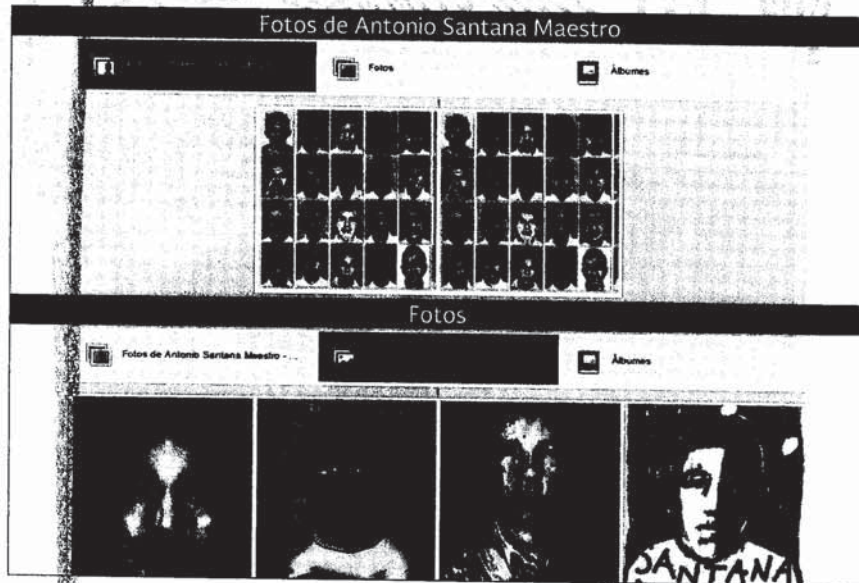 Fotos de Antonio Santana Maestro
Fotos
Álbumes
Fotos
Fotos de Antonio Santana Maestro - ...
Álbumes
SANTANA